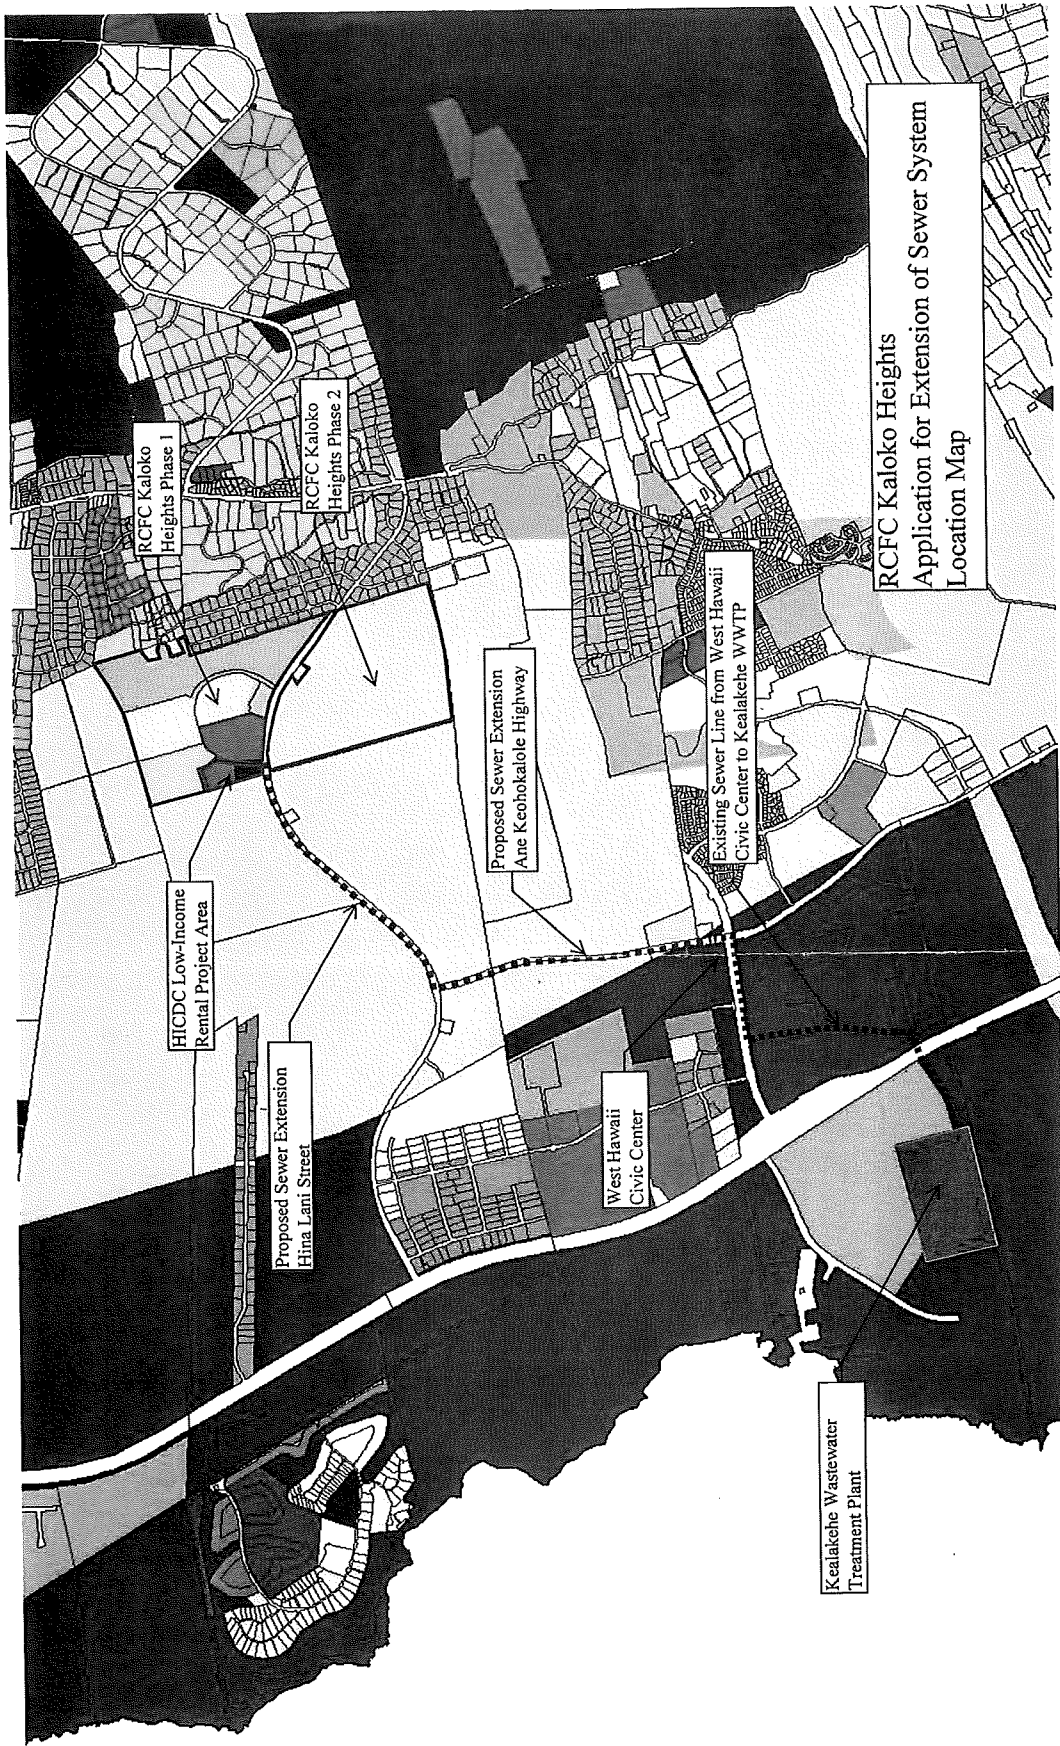 RCFC Kaloko Heights
Application for Extension of Sewer System
Location Map
RCFC Kaloko
Heights Phase 1
RCFC Kaloko
Heights Phase 2
HICDC Low-Income
Rental Project Area
Proposed Sewer Extension
Hina Lani Street
Proposed Sewer Extension
Ane Keohokalole Highway
Existing Sewer Line from West Hawaii
Civic Center to Kealakehe WWTP
West Hawaii
Civic Center
Kealakehe Wastewater
Treatment Plant